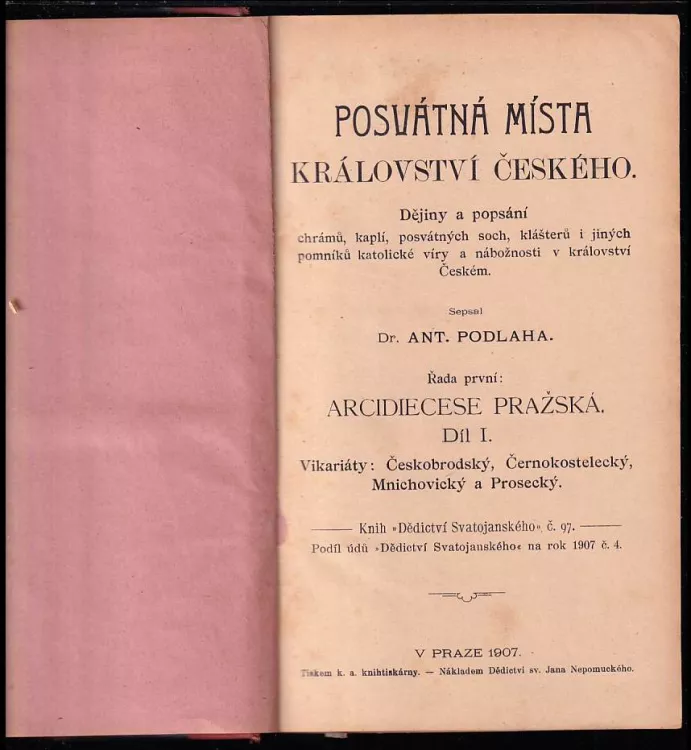 POSVÁTNÁ MÍSTA
KRÁLOVSTVÍ ČESKÉHO.
Dějiny a popsání
chrámů, kaplí, posvátných soch, klášterů i jiných
pomníků katolické víry a nábožnosti v království
Českém.
Sepsal
Dr. ANT. PODLAHA.
Řada první:
ARCIDIECESE PRAŽSKÁ.
Díl I.
Vikariáty: Českobrodský, Černokostelecký,
Mnichovický a Prosecký.
Knih »Dědictví Svatojanského«, č. 97.
Podíl údů »Dědictví Svatojanského« na rok 1907 č. 4.
V PRAZE 1907.
Tiskem k. a. knihtiskárny. — Nákladem Dědictví sv. Jana Nepomuckého.